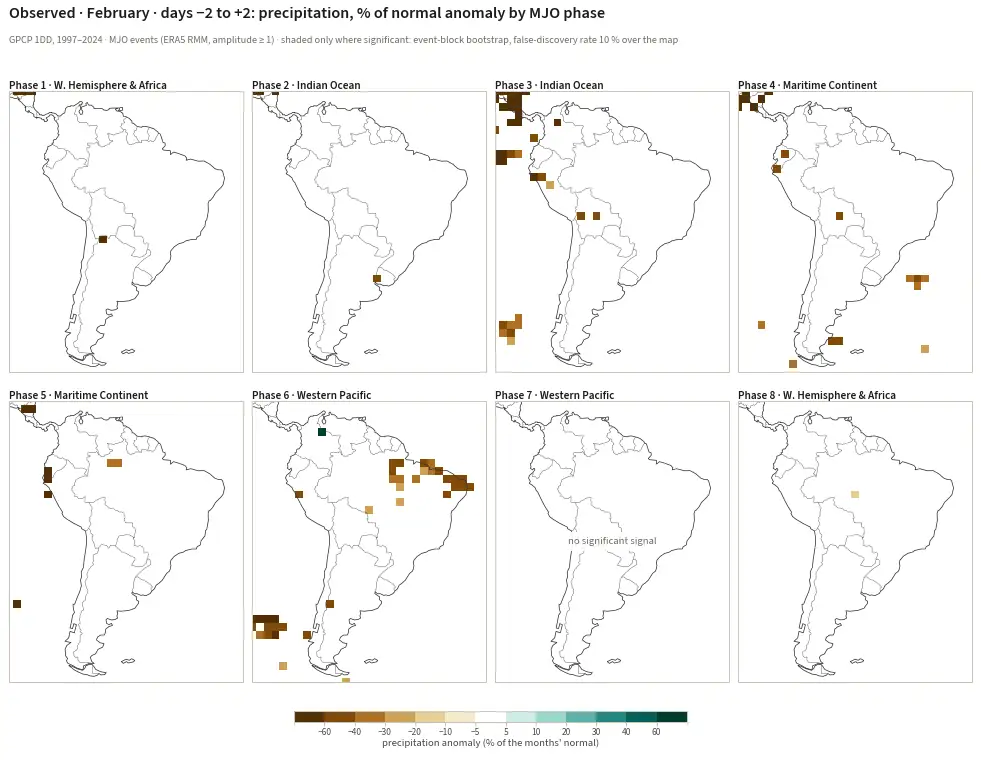 Observed · February · days −2 to +2: precipitation, % of normal anomaly by MJO phase
GPCP 1DD, 1997–2024 · MJO events (ERA5 RMM, amplitude ≥ 1) · shaded only where significant: event-block bootstrap, false-discovery rate 10 % over the map
Phase 1 · W. Hemisphere & Africa
Phase 2 · Indian Ocean
Phase 3 · Indian Ocean
Phase 4 · Maritime Continent
Phase 5 · Maritime Continent
Phase 6 · Western Pacific
Phase 7 · Western Pacific
Phase 8 · W. Hemisphere & Africa
no significant signal
−60 −40 −30 −20 −10 −5 5 10 20 30 40 60
precipitation anomaly (% of the months' normal)